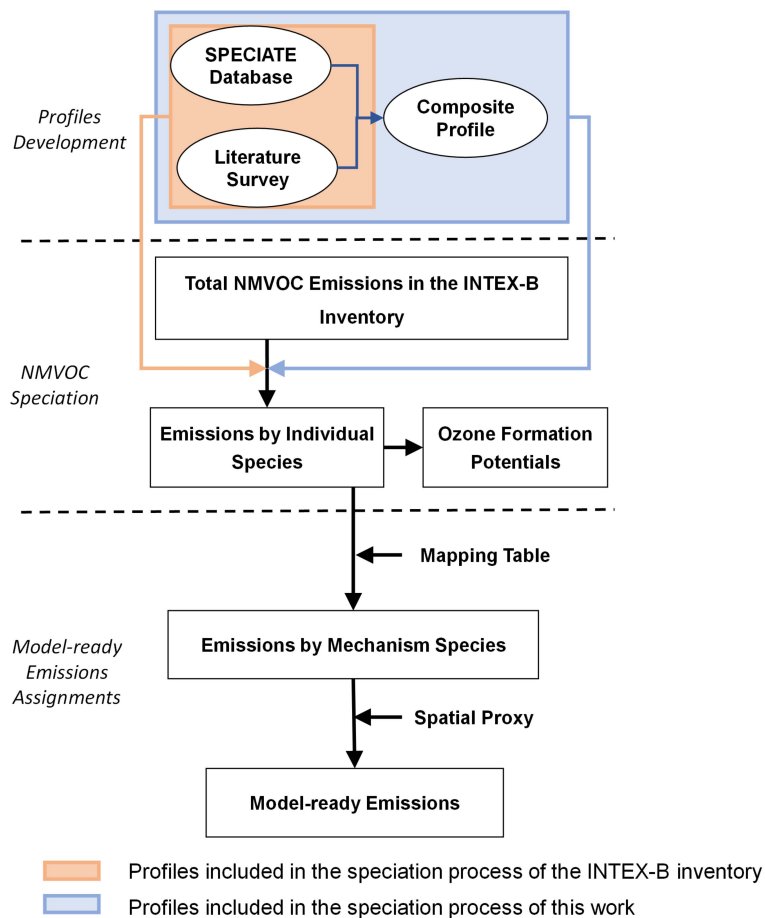 SPECIATE
Database
Composite
Profile
Profiles
Development
Literature
Survey
Total NMVOC Emissions in the INTEX-B
Inventory
NMVOC
Speciation
Emissions by Individual
Species
Ozone Formation
Potentials
Mapping Table
Emissions by Mechanism Species
Model-ready
Emissions
Assignments
Spatial Proxy
Model-ready Emissions
Profiles included in the speciation process of the INTEX-B inventory
Profiles included in the speciation process of this work